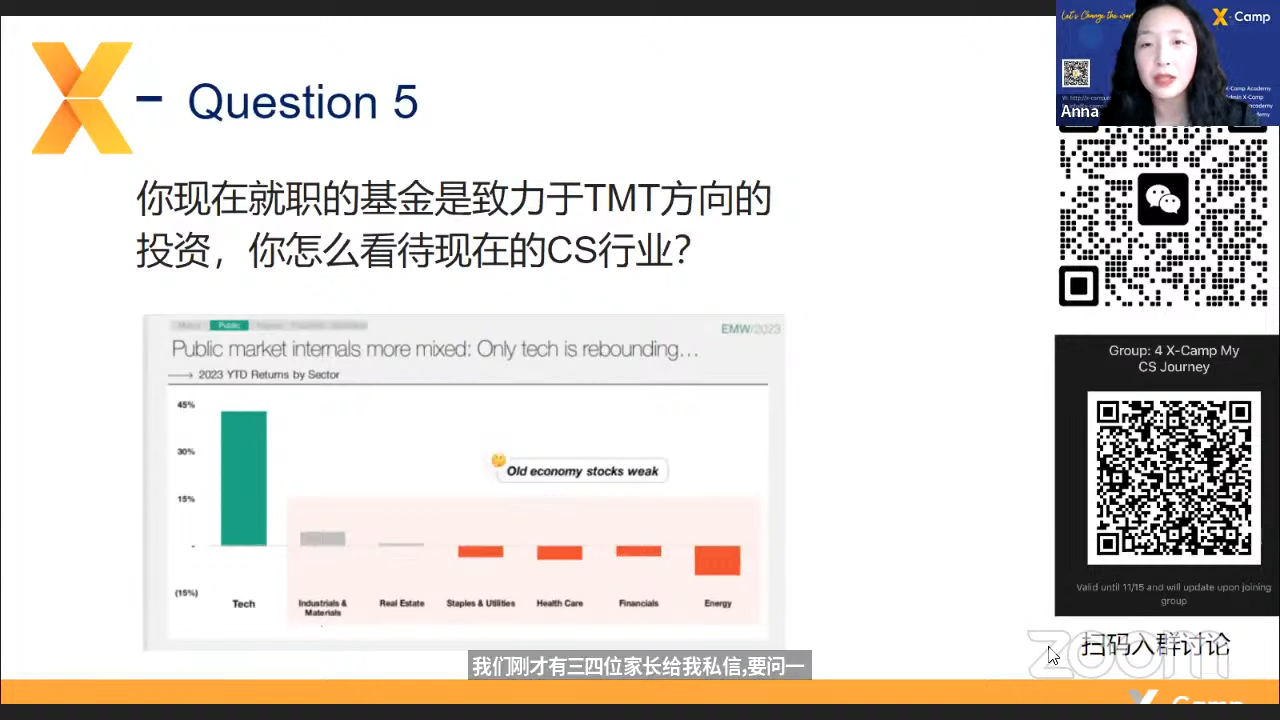 - Question 5
你现在就职的基金是致力于TMT方向的
投资，你怎么看待现在的CS行业？
Public
EMW/2023
Public market internals more mixed: Only tech is rebounding…
2023 YTD Returns by Sector
45%
30%
15%
-
(15%)
Old economy stocks weak
Tech
Industrials &
Materials
Real Estate
Staples & Utilities
Health Care
Financials
Energy
我们刚才有三四位家长给我私信,要问一
Let's Change the
X-Camp
Anna
Group: 4 X-Camp My
CS Journey
Valid until 11/15 and will update upon joining
group
扫码入群讨论
zoom